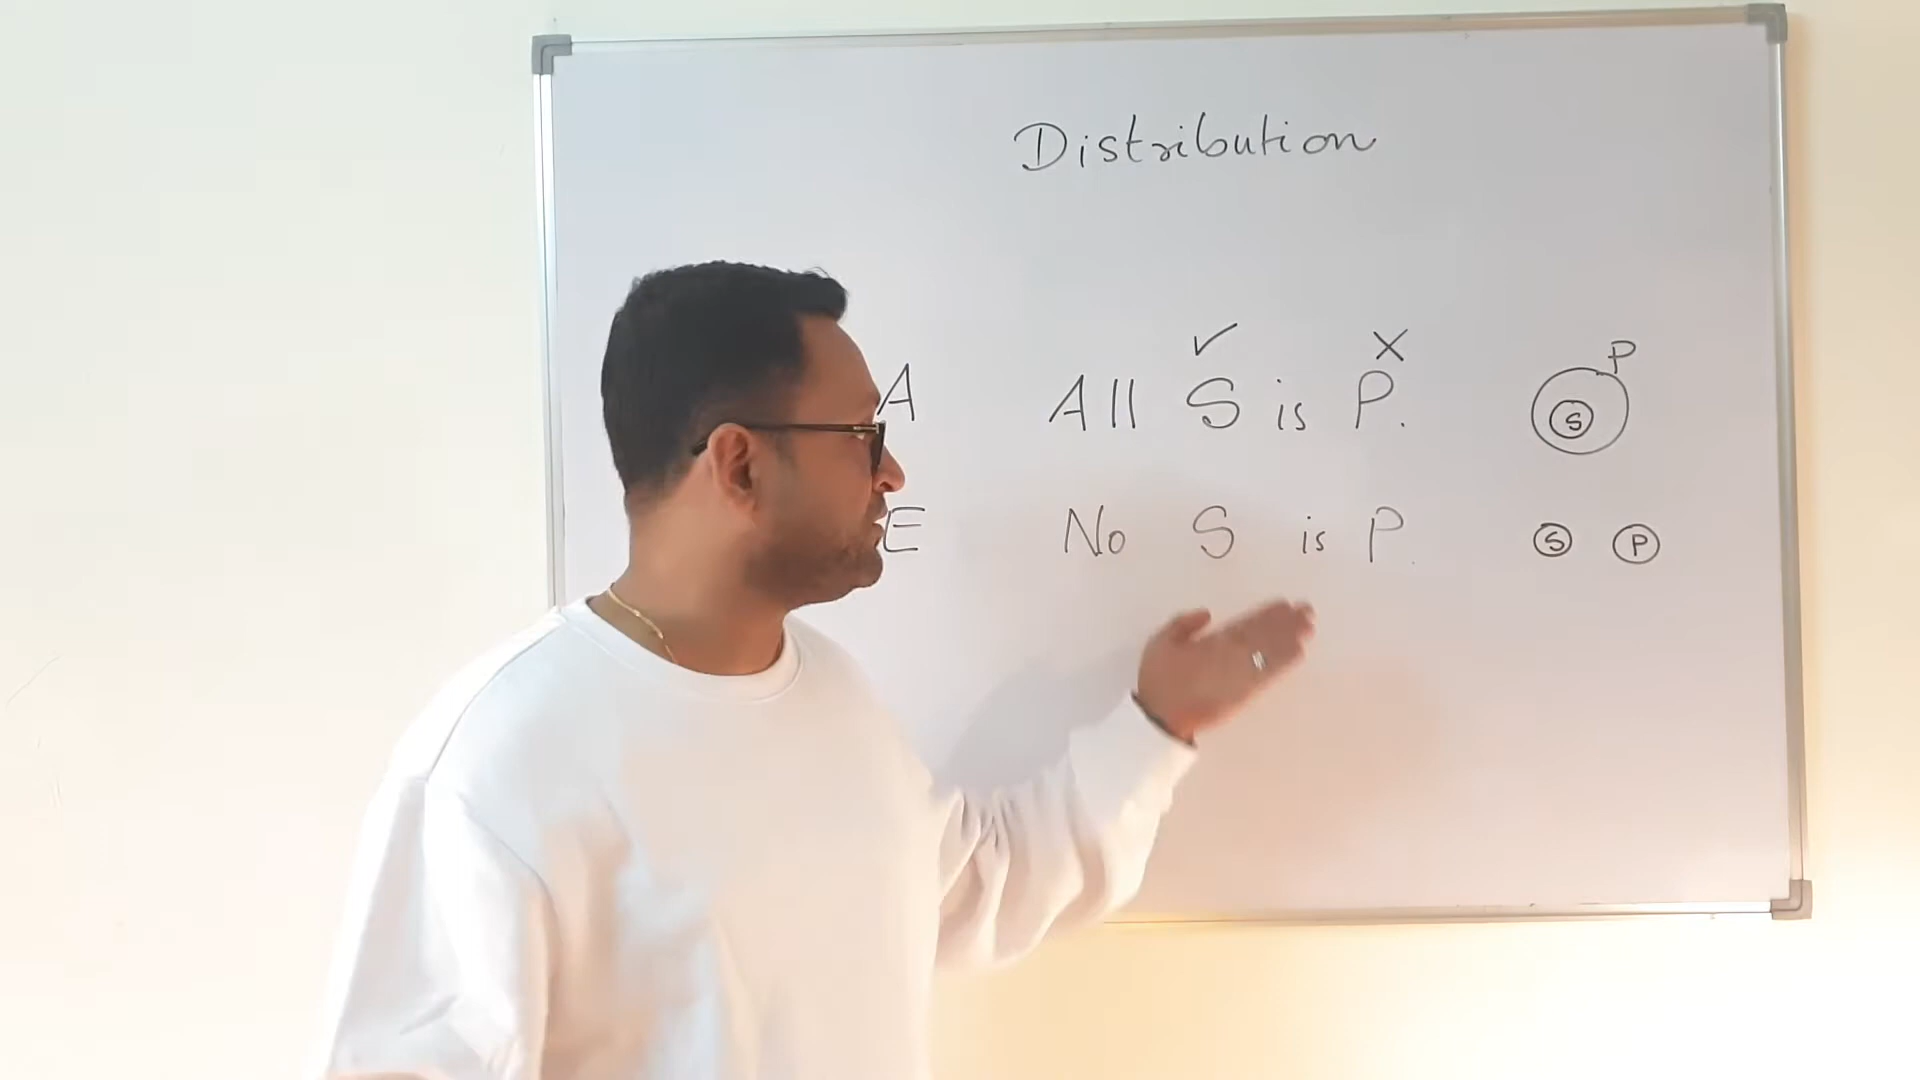 Distribution
✓ X
A All S is P. P
S
E No S is P. S P